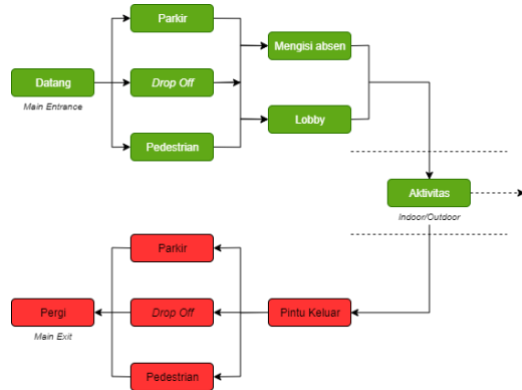 Parkir
Mengisi absen
Datang
Main Entrance
Drop Off
Lobby
Pedestrian
Aktivitas
Indoor/Outdoor
Parkir
Pergi
Main Exit
Drop Off
Pintu Keluar
Pedestrian